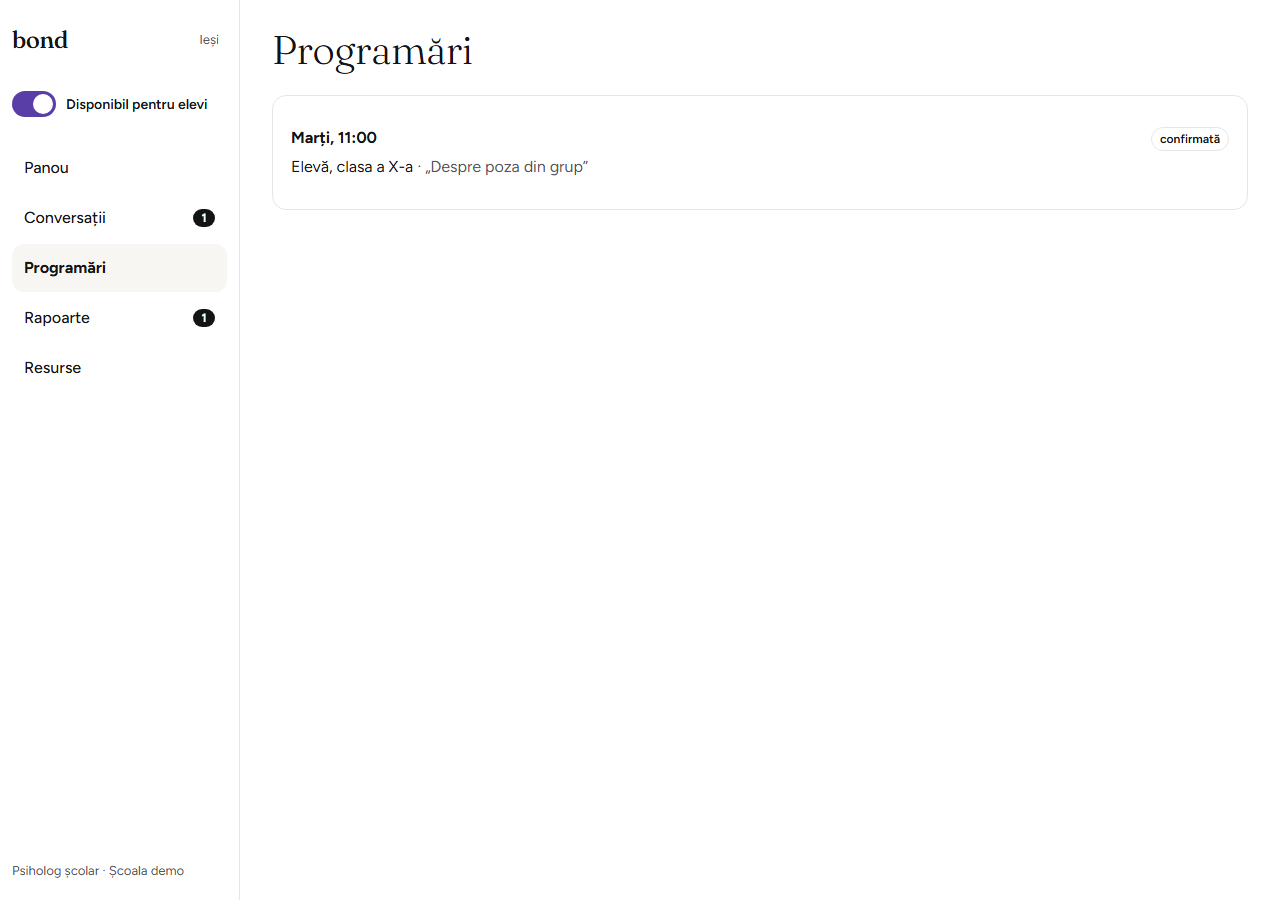 bond
Ieși
Disponibil pentru elevi
Panou
Conversații 1
Programări
Rapoarte 1
Resurse
Psiholog școlar · Școala demo
Programări
Marți, 11:00
confirmată
Elevă, clasa a X-a · „Despre poza din grup”